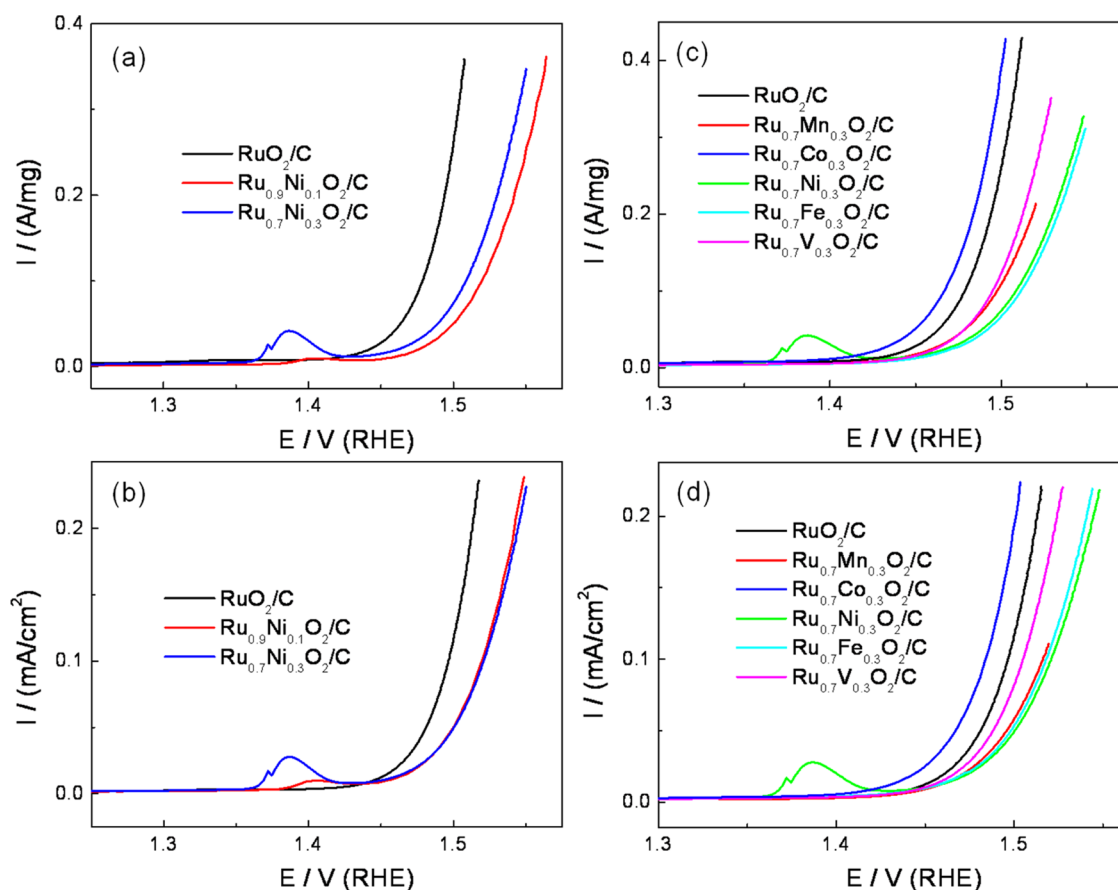 (a)
0.4
0.2
0.0
I / (A/mg)
RuO₂/C
Ru₀.₉Ni₀.₁O₂/C
Ru₀.₇Ni₀.₃O₂/C
1.3 1.4 1.5
E / V (RHE)
(c)
0.4
0.2
0.0
I / (A/mg)
RuO₂/C
Ru₀.₇Mn₀.₃O₂/C
Ru₀.₇Co₀.₃O₂/C
Ru₀.₇Ni₀.₃O₂/C
Ru₀.₇Fe₀.₃O₂/C
Ru₀.₇V₀.₃O₂/C
1.3 1.4 1.5
E / V (RHE)
(b)
0.2
0.1
0.0
I / (mA/cm²)
RuO₂/C
Ru₀.₉Ni₀.₁O₂/C
Ru₀.₇Ni₀.₃O₂/C
1.3 1.4 1.5
E / V (RHE)
(d)
0.2
0.1
0.0
I / (mA/cm²)
RuO₂/C
Ru₀.₇Mn₀.₃O₂/C
Ru₀.₇Co₀.₃O₂/C
Ru₀.₇Ni₀.₃O₂/C
Ru₀.₇Fe₀.₃O₂/C
Ru₀.₇V₀.₃O₂/C
1.3 1.4 1.5
E / V (RHE)